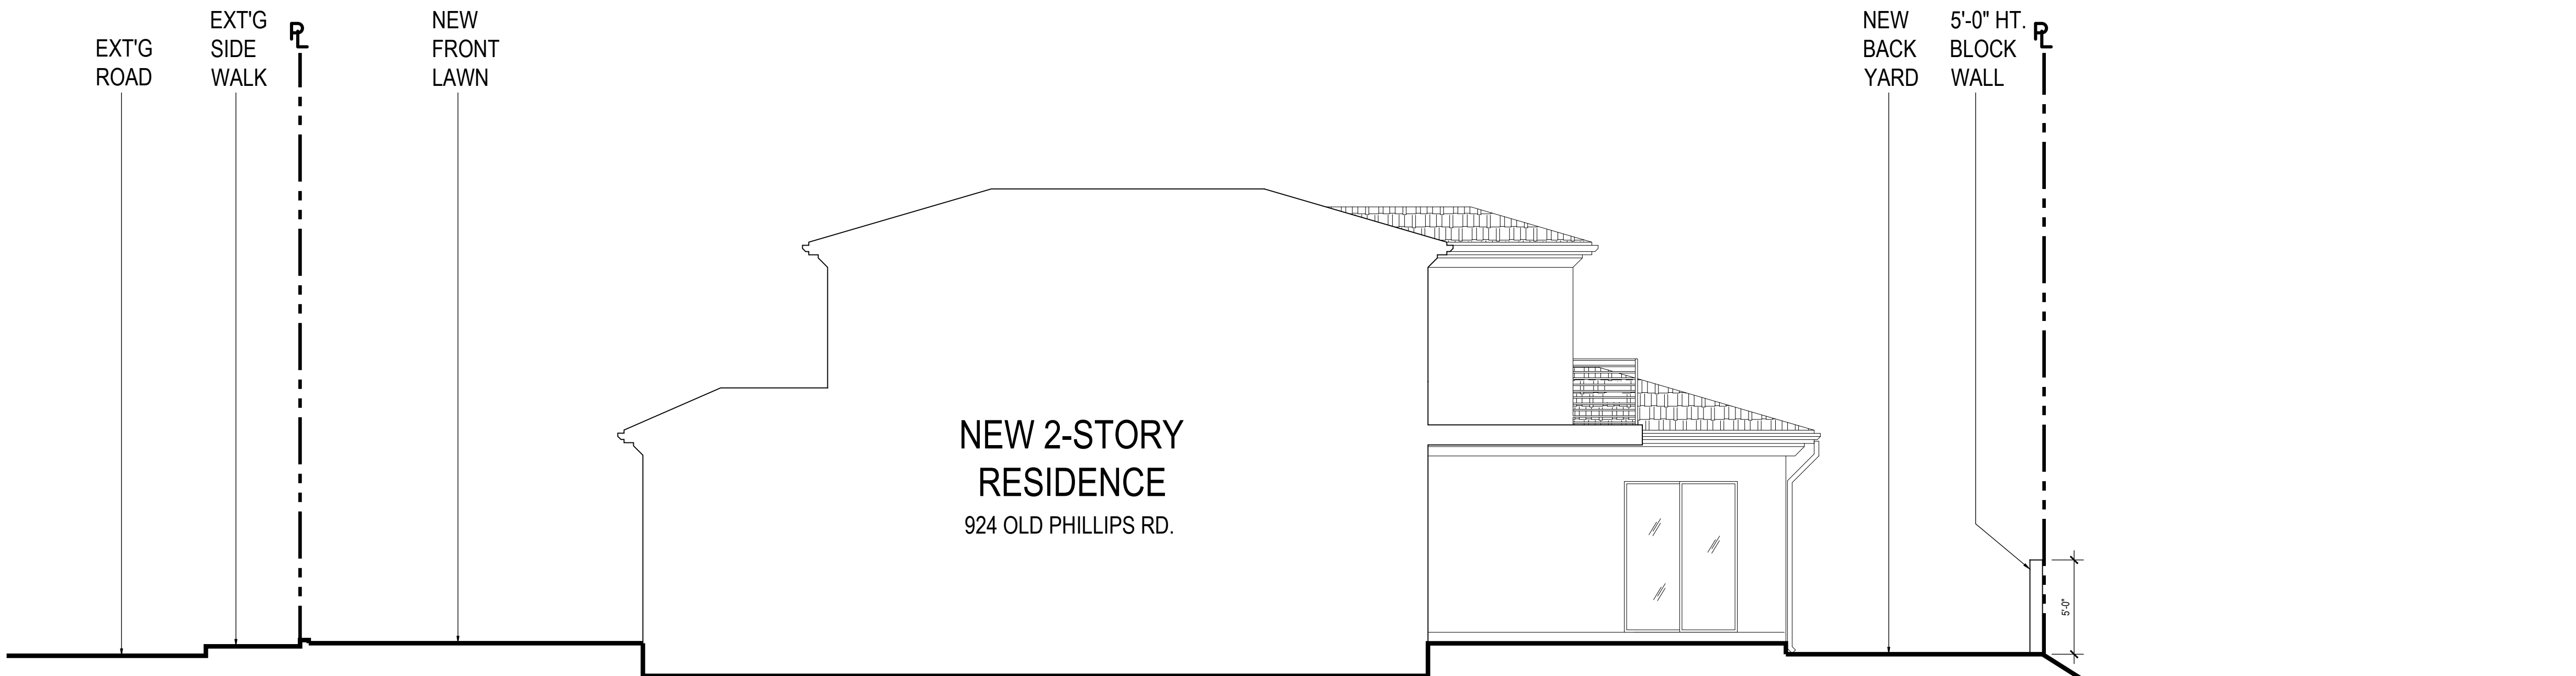 EXT'G
ROAD
EXT'G
SIDE
WALK
PL
NEW
FRONT
LAWN
NEW
BACK
YARD
5'-0" HT.
BLOCK
WALL
PL
NEW 2-STORY
RESIDENCE
924 OLD PHILLIPS RD.
5'-0"